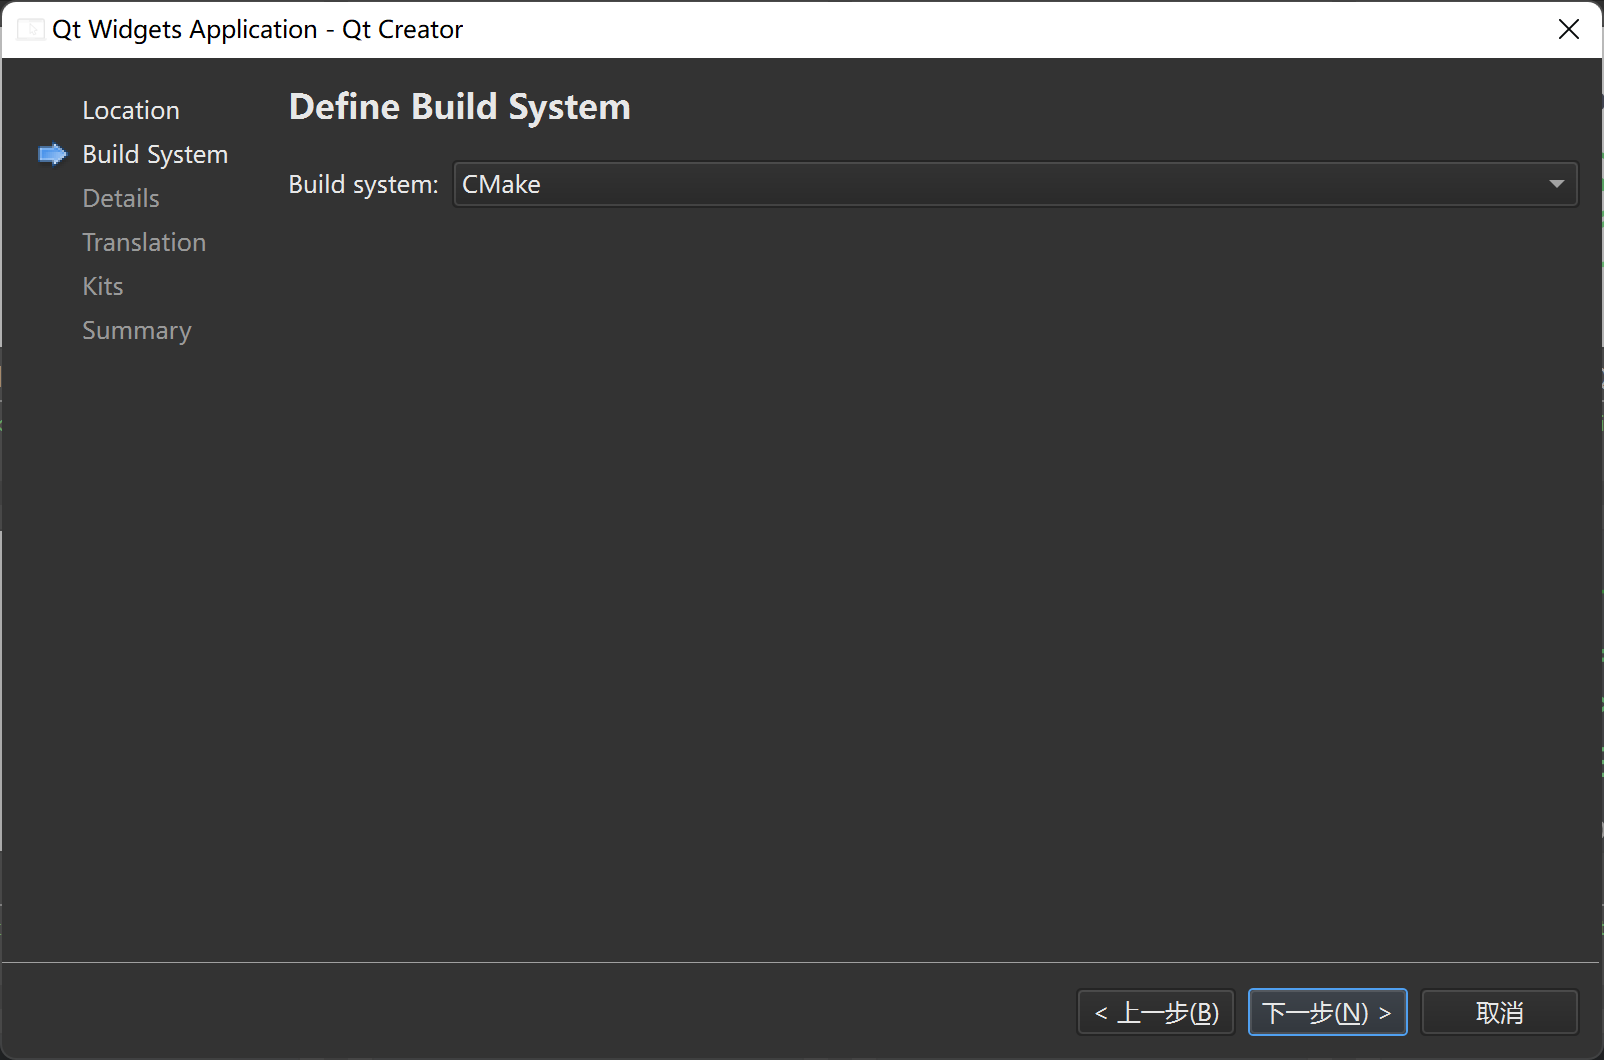 Qt Widgets Application - Qt Creator
Location
Build System
Details
Translation
Kits
Summary
Define Build System
Build system: CMake
< 上一步(B)
下一步(N) >
取消